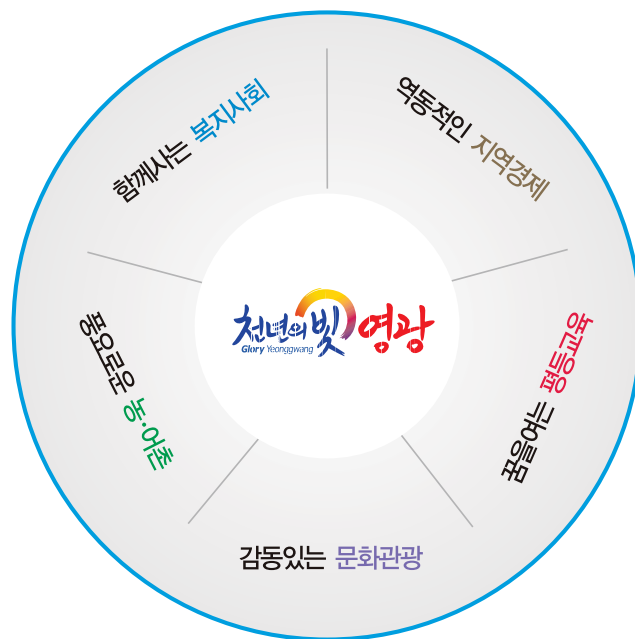 함께사는 복지사회
역동적인 지역경제
풍요로운 농·어촌
천년의 빛 영광
Glory Yeonggwang
꿈을여는 평등교육
감동있는 문화관광